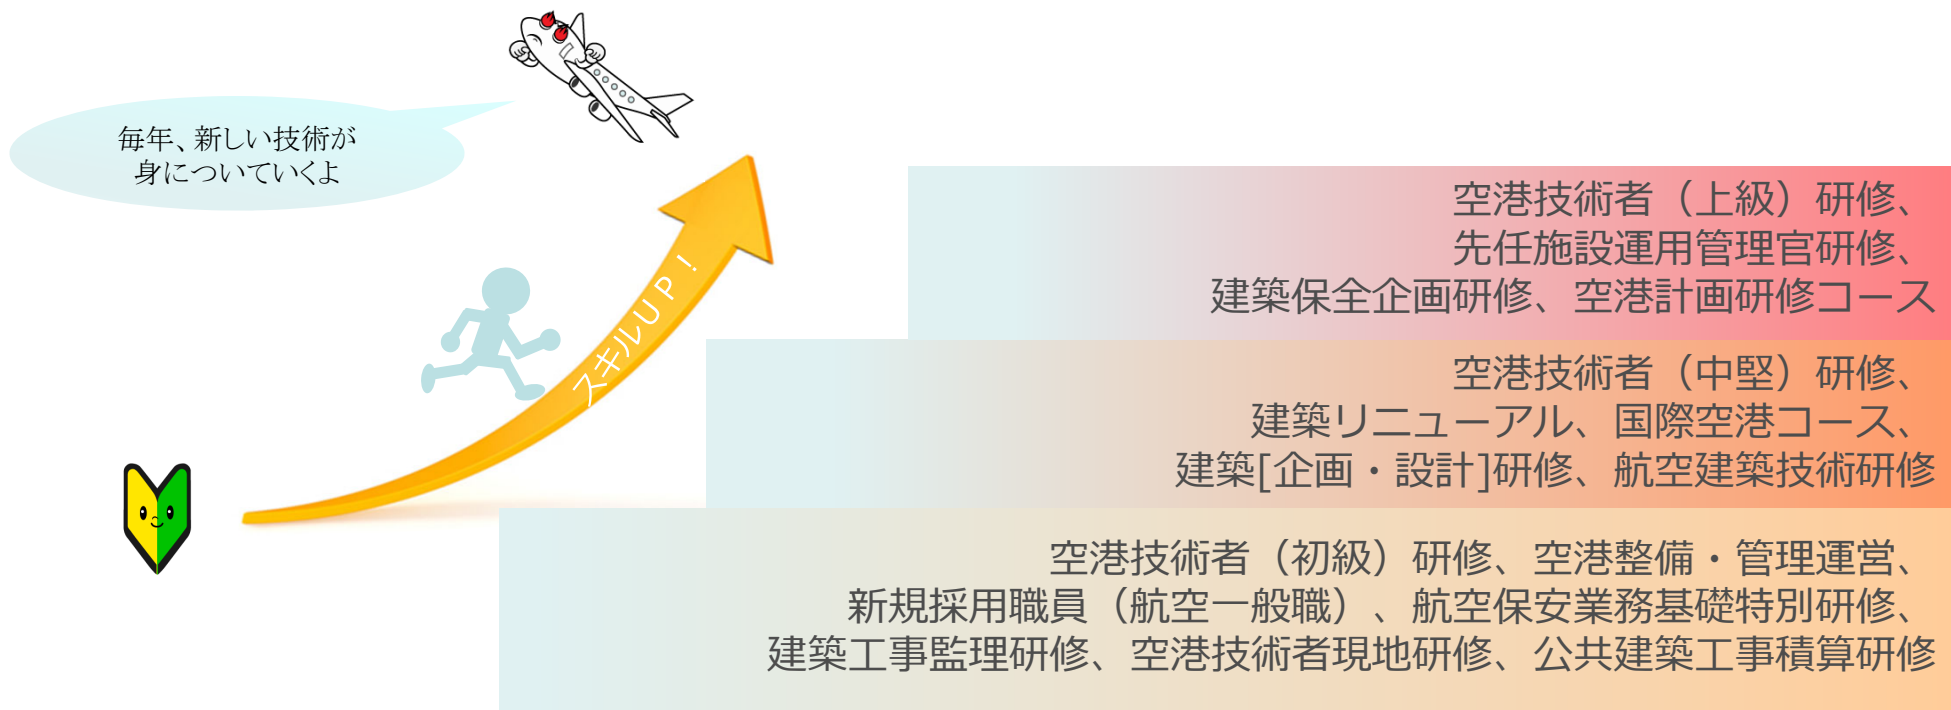 毎年、新しい技術が
身についていくよ
スキルUP！
空港技術者（上級）研修、
先任施設運用管理官研修、
建築保全企画研修、空港計画研修コース
空港技術者（中堅）研修、
建築リニューアル、国際空港コース、
建築[企画・設計]研修、航空建築技術研修
空港技術者（初級）研修、空港整備・管理運営、
新規採用職員（航空一般職）、航空保安業務基礎特別研修、
建築工事監理研修、空港技術者現地研修、公共建築工事積算研修